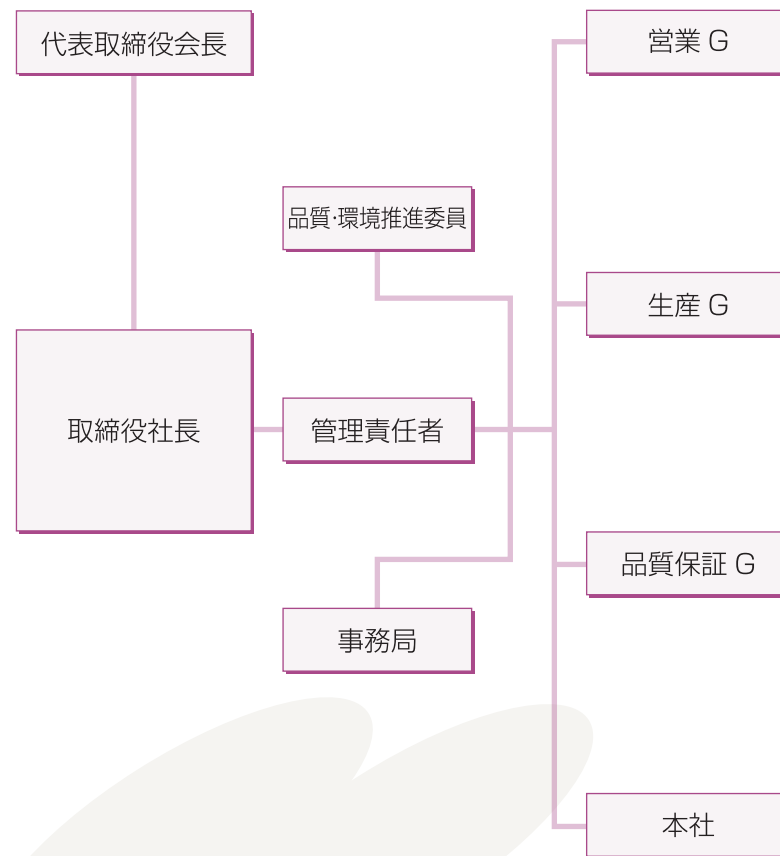 代表取締役会長
営業 G
品質・環境推進委員
生産 G
取締役社長
管理責任者
品質保証 G
事務局
本社